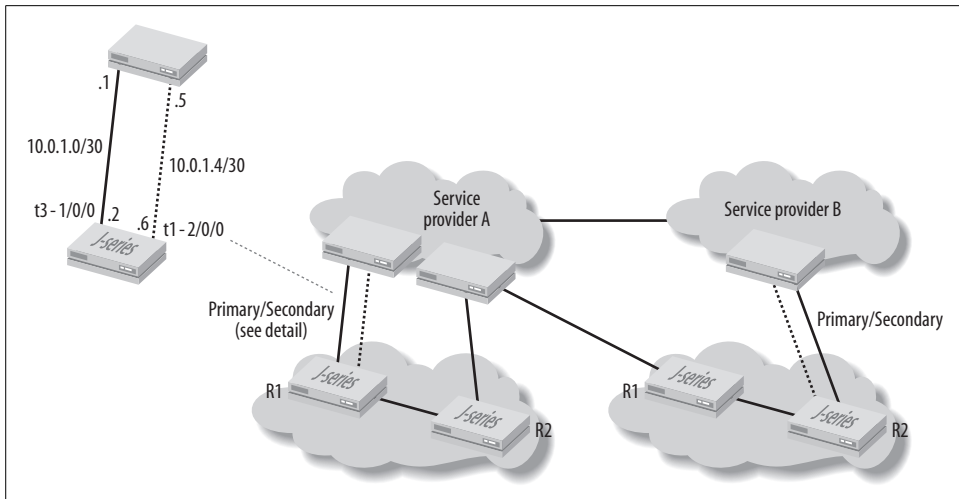 .1
.5
10.0.1.0/30
10.0.1.4/30
t3 - 1/0/0
.2
.6
t1 - 2/0/0
J-series
Service
provider A
Service provider B
Primary/Secondary
(see detail)
Primary/Secondary
R1
J-series
J-series
R2
R1
J-series
J-series
R2